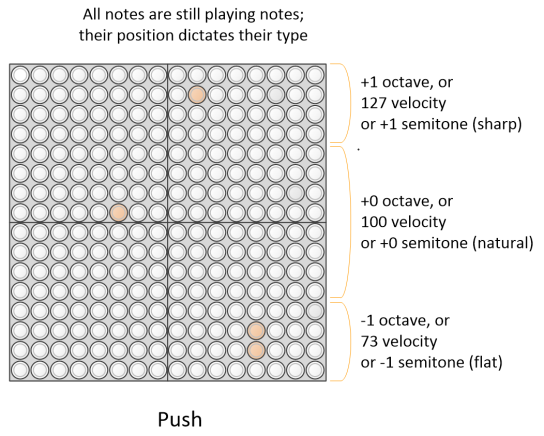 All notes are still playing notes;
their position dictates their type
+1 octave, or
127 velocity
or +1 semitone (sharp)
.
+0 octave, or
100 velocity
or +0 semitone (natural)
-1 octave, or
73 velocity
or -1 semitone (flat)
Push